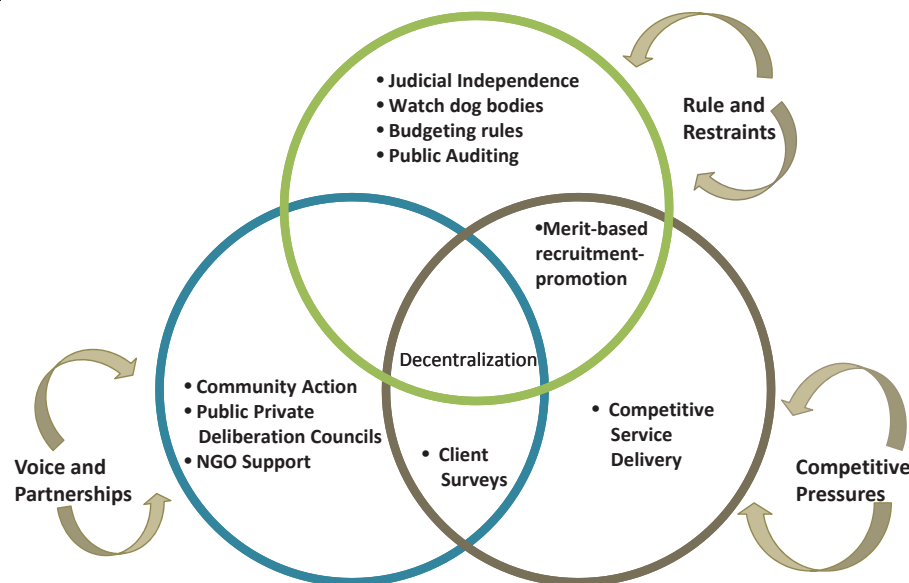 • Judicial Independence
• Watch dog bodies
• Budgeting rules
• Public Auditing
Rule and
Restraints
•Merit-based
recruitment-
promotion
Decentralization
• Community Action
• Public Private
Deliberation Councils
• NGO Support
• Client
Surveys
• Competitive
Service
Delivery
Voice and
Partnerships
Competitive
Pressures